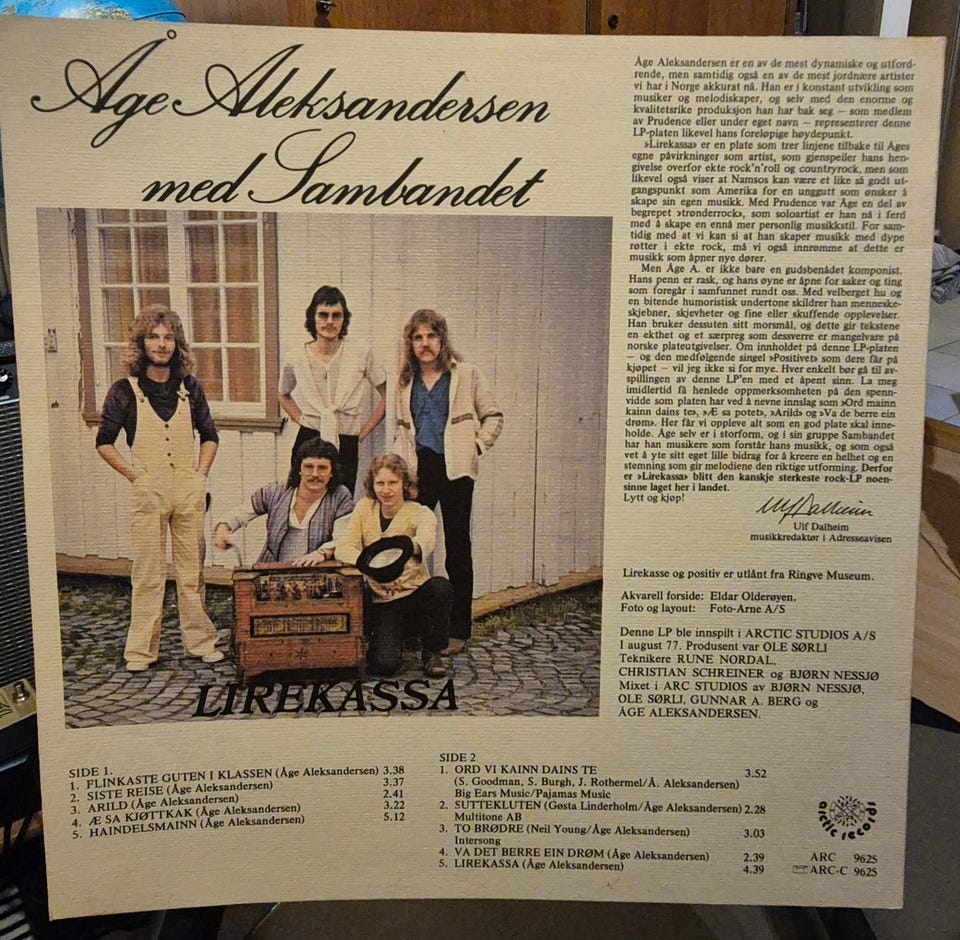 Åge Aleksandersen
med Sambandet
LIREKASSA
Åge Aleksandersen er en av de mest dynamiske og utford-
rende, men samtidig også en av de mest jordnære artister
vi har i Norge akkurat nå. Han er i konstant utvikling som
musiker og melodiskaper, og selv med den enorme og
kvalitetsrike produksjon han har bak seg — som medlem
av Prudence eller under eget navn — representerer denne
LP-platen likevel hans foreløpige høydepunkt.
»Lirekassa» er en plate som trer linjene tilbake til Åges
egne påvirkninger som artist, som gjenspeiler hans hen-
givelse overfor ekte rock'n'roll og countryrock, men som
likevel også viser at Namsos kan være et like så godt ut-
gangspunkt som Amerika for en unggutt som ønsker å
skape sin egen musikk. Med Prudence var Åge en del av
begrepet »trønderrock», som soloartist er han nå i ferd
med å skape en ennå mer personlig musikkstil. For sam-
tidig med at vi kan si at han skaper musikk med dype
røtter i ekte rock, må vi også innrømme at dette er
musikk som åpner nye dører.
Men Åge A. er ikke bare en gudsbenådet komponist.
Hans penn er rask, og hans øyne er åpne for saker og ting
som foregår i samfunnet rundt oss. Med velberget hu og
en bitende humoristisk undertone skildrer han menneske-
skjebner, skjevheter og fine eller skuffende opplevelser.
Han bruker dessuten sitt morsmål, og dette gir tekstene
en ekthet og et særpreg som dessverre er mangelvare på
norske plateutgivelser. Om innholdet på denne LP-platen
— og den medfølgende singel »Positivet» som dere får på
kjøpet — vil jeg ikke si for mye. Hver enkelt bør gå til av-
spillingen av denne LP'en med et åpent sinn. La meg
imidlertid få henlede oppmerksomheten på den spenn-
vidde som platen har ved å nevne innslag som »Ord mainn
kainn dains te», »Æ sa potet», »Arild» og »Va de berre ein
drøm». Her får vi oppleve alt som en god plate skal inne-
holde. Åge selv er i storform, og i sin gruppe Sambandet
har han musikere som forstår hans musikk, og som også
vet å yte sitt eget lille bidrag for å kreere en helhet og en
stemning som gir melodiene den riktige utforming. Derfor
er »Lirekassa» blitt den kanskje sterkeste rock-LP noen-
sinne laget her i landet.
Lytt og kjøp!
Ulf Dalheim
Ulf Dalheim
musikkredaktør i Adresseavisen
Lirekasse og positiv er utlånt fra Ringve Museum.
Akvarell forside: Eldar Olderøyen.
Foto og layout: Foto-Arne A/S
Denne LP ble innspilt i ARCTIC STUDIOS A/S
I august 77. Produsent var OLE SØRLI
Teknikere RUNE NORDAL,
CHRISTIAN SCHREINER og BJØRN NESSJØ
Mixet i ARC STUDIOS av BJØRN NESSJØ,
OLE SØRLI, GUNNAR A. BERG og
ÅGE ALEKSANDERSEN.
SIDE 1.
1. FLINKASTE GUTEN I KLASSEN (Åge Aleksandersen) 3.38
2. SISTE REISE (Åge Aleksandersen) 3.37
3. ARILD (Åge Aleksandersen) 2.41
4. Æ SA KJØTTKAK (Åge Aleksandersen) 3.22
5. HAINDELSMAINN (Åge Aleksandersen) 5.12
SIDE 2
1. ORD VI KAINN DAINS TE 3.52
(S. Goodman, S. Burgh, J. Rothermel/Å. Aleksandersen)
Big Ears Music/Pajamas Music
2. SUTTEKLUTEN (Gøsta Linderholm/Åge Aleksandersen) 2.28
Multitone AB
3. TO BRØDRE (Neil Young/Åge Aleksandersen) 3.03
Intersong
4. VA DET BERRE EIN DRØM (Åge Aleksandersen) 2.39
5. LIREKASSA (Åge Aleksandersen) 4.39
arctic records
ARC 9625
ARC-C 9625